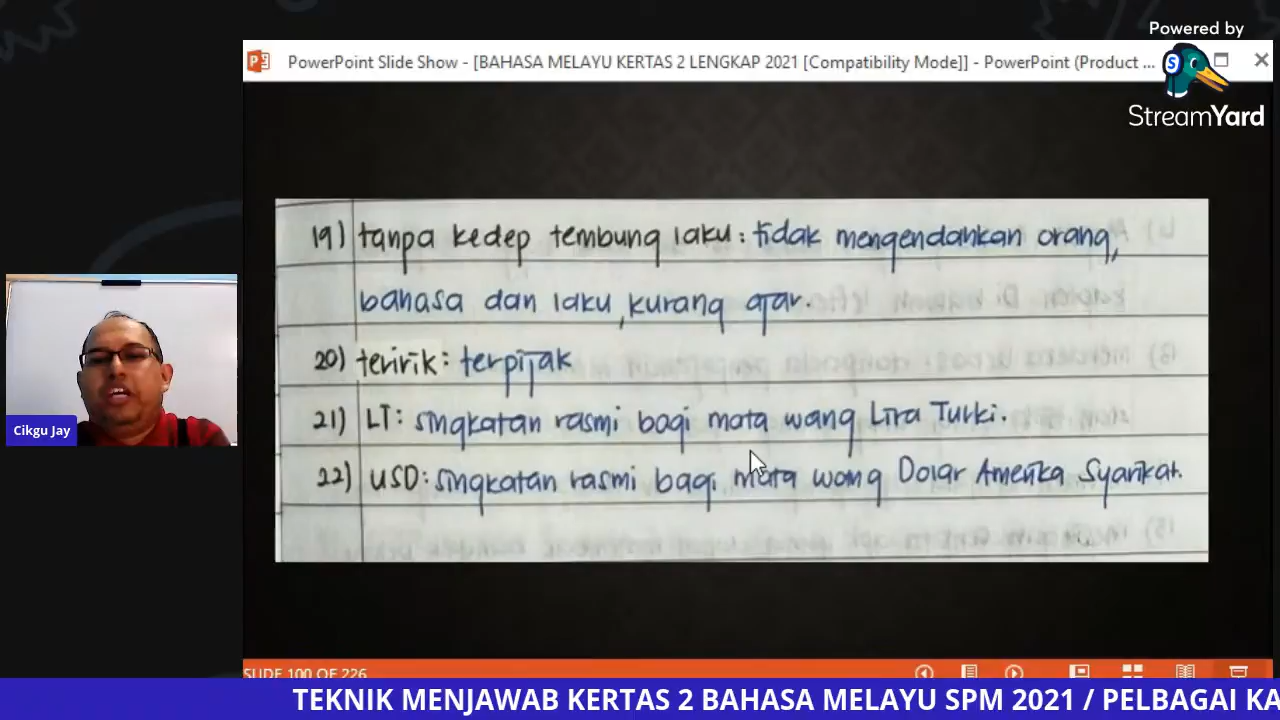 Powered by
StreamYard
PowerPoint Slide Show - [BAHASA MELAYU KERTAS 2 LENGKAP 2021 [Compatibility Mode]] - PowerPoint (Product ...
19) tanpa kedep tembung laku: tidak mengendahkan orang,
bahasa dan laku, kurang ajar.
20) teririk: terpijak
21) LT: singkatan rasmi bagi mata wang Lira Turki.
22) USD: singkatan rasmi bagi mata wang Dolar Amerika Syarikat.
Cikgu Jay
SLIDE 100 OF 226
TEKNIK MENJAWAB KERTAS 2 BAHASA MELAYU SPM 2021 / PELBAGAI KA